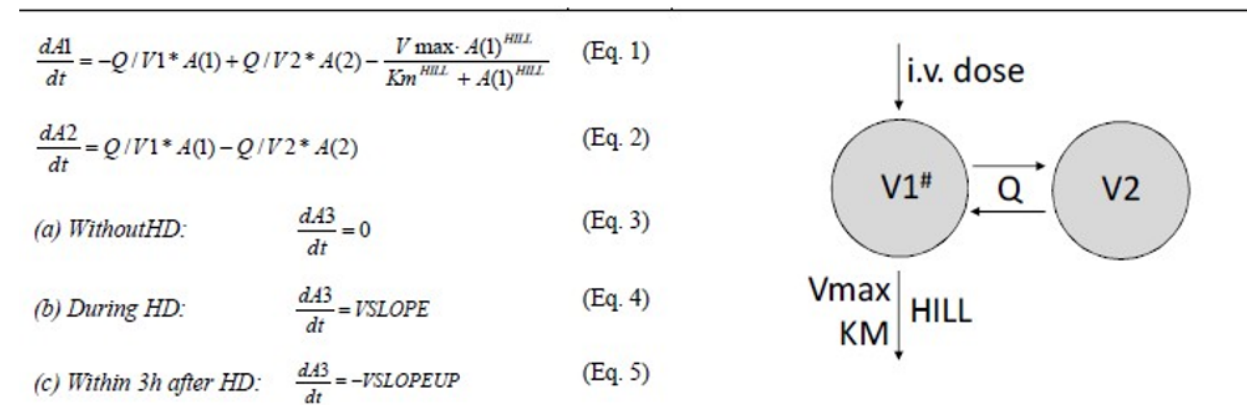 dA1/dt = -Q/V1* A(1) + Q/V2* A(2) - Vmax· A(1)^HILL / Km^HILL + A(1)^HILL (Eq. 1)
dA2/dt = Q/V1* A(1) - Q/V2* A(2) (Eq. 2)
(a) WithoutHD: dA3/dt = 0 (Eq. 3)
(b) During HD: dA3/dt = VSLOPE (Eq. 4)
(c) Within 3h after HD: dA3/dt = -VSLOPEUP (Eq. 5)
i.v. dose
V1# Q V2
Vmax
KM
HILL